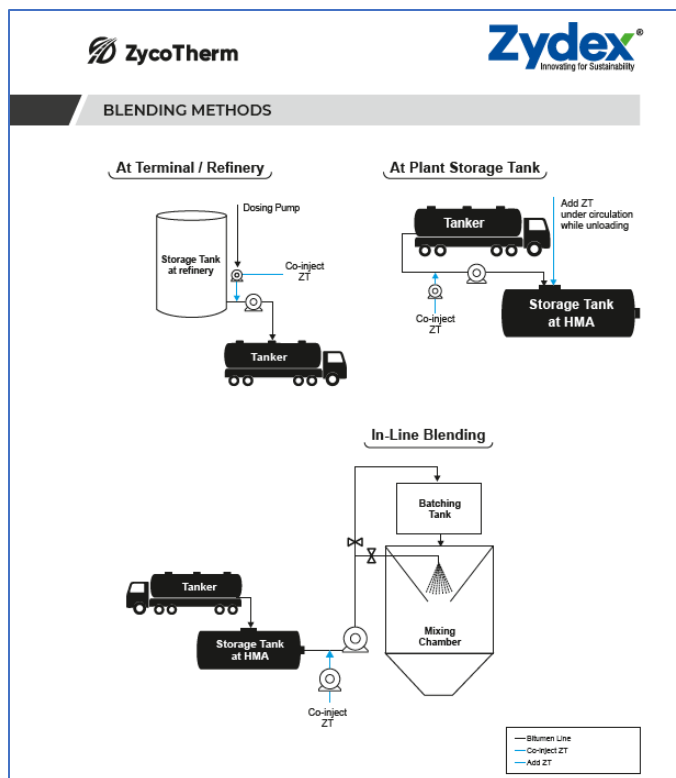 ZycoTherm
Zydex®
Innovating for Sustainability
BLENDING METHODS
At Terminal / Refinery
Dosing Pump
Storage Tank
at refinery
Co-inject
ZT
Tanker
At Plant Storage Tank
Tanker
Add ZT
under circulation
while unloading
Co-inject
ZT
Storage Tank
at HMA
In-Line Blending
Batching
Tank
Tanker
Storage Tank
at HMA
Mixing
Chamber
Co-inject
ZT
Bitumen Line
Co-inject ZT
Add ZT